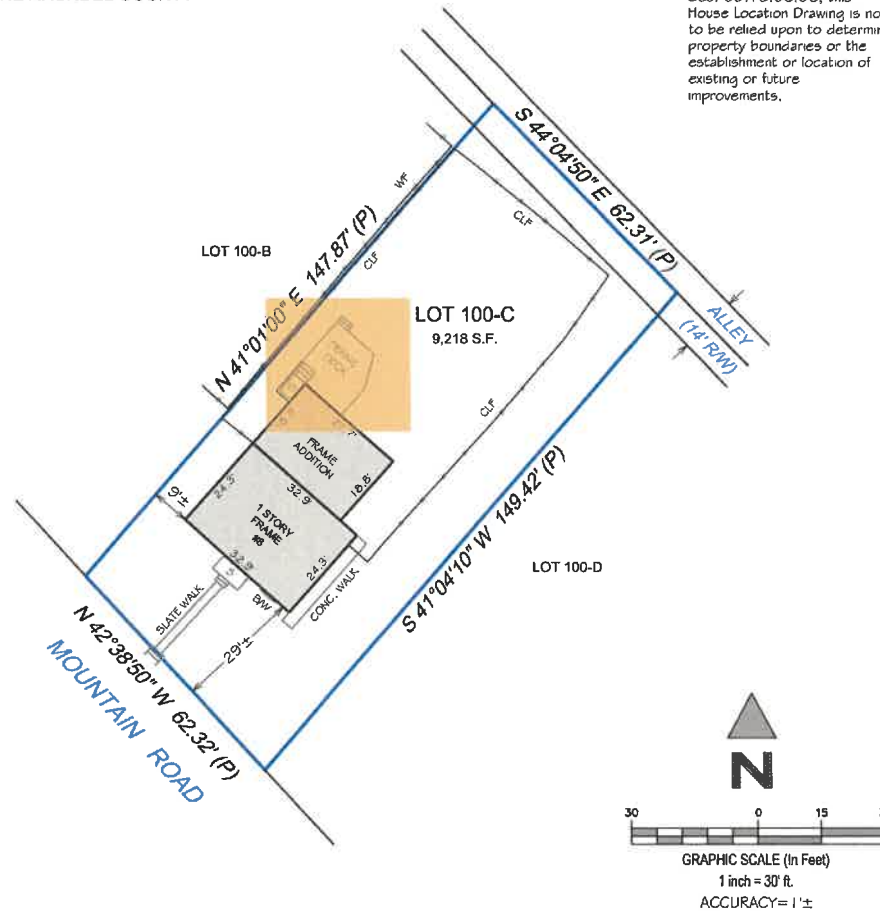 House Location Drawing is no
to be relied upon to determin
property boundaries or the
establishment or location of
existing or future
improvements.
S 44°04'50" E 62.31' (P)
WF
CLF
CLF
LOT 100-B
N 41°01'00" E 147.87' (P)
ALLEY
(14' R/W)
LOT 100-C
9,218 S.F.
CLF
FRAME
ADDITION
18.8'
32.9'
24.3'
9'±
1 STORY
FRAME
32.9'
24.3'
S
B/W
CONC. WALK
SLATE WALK
29'±
S 41°04'10" W 149.42' (P)
LOT 100-D
N 42°38'50" W 62.32' (P)
MOUNTAIN ROAD
N
30 0 15
GRAPHIC SCALE (In Feet)
1 inch = 30' ft.
ACCURACY= 1'±